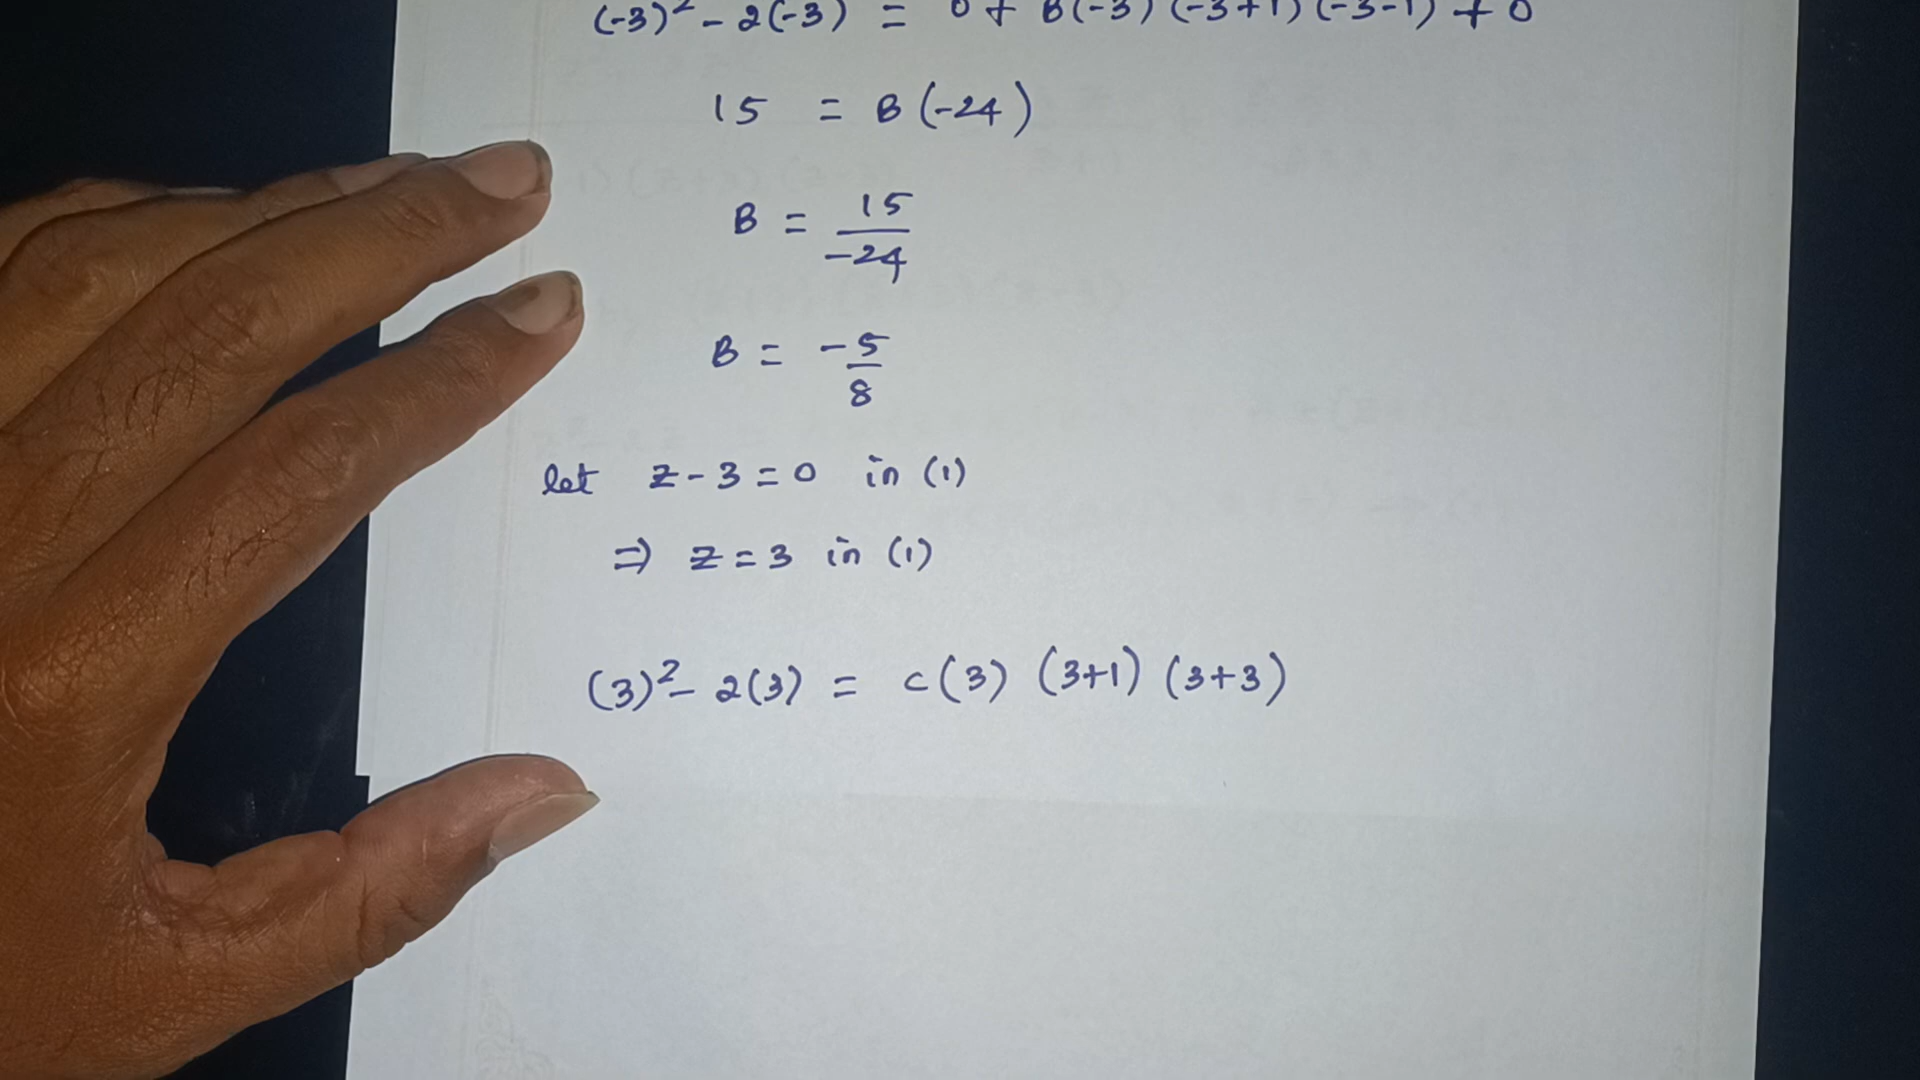 (-3)² - 2(-3) = 0 + B(-3) (-3+1) (-3-1) + 0
15 = B (-24)
B = 15/-24
B = -5/8
let z - 3 = 0 in (1)
⇒ z = 3 in (1)
(3)² - 2(3) = c(3) (3+1) (3+3)